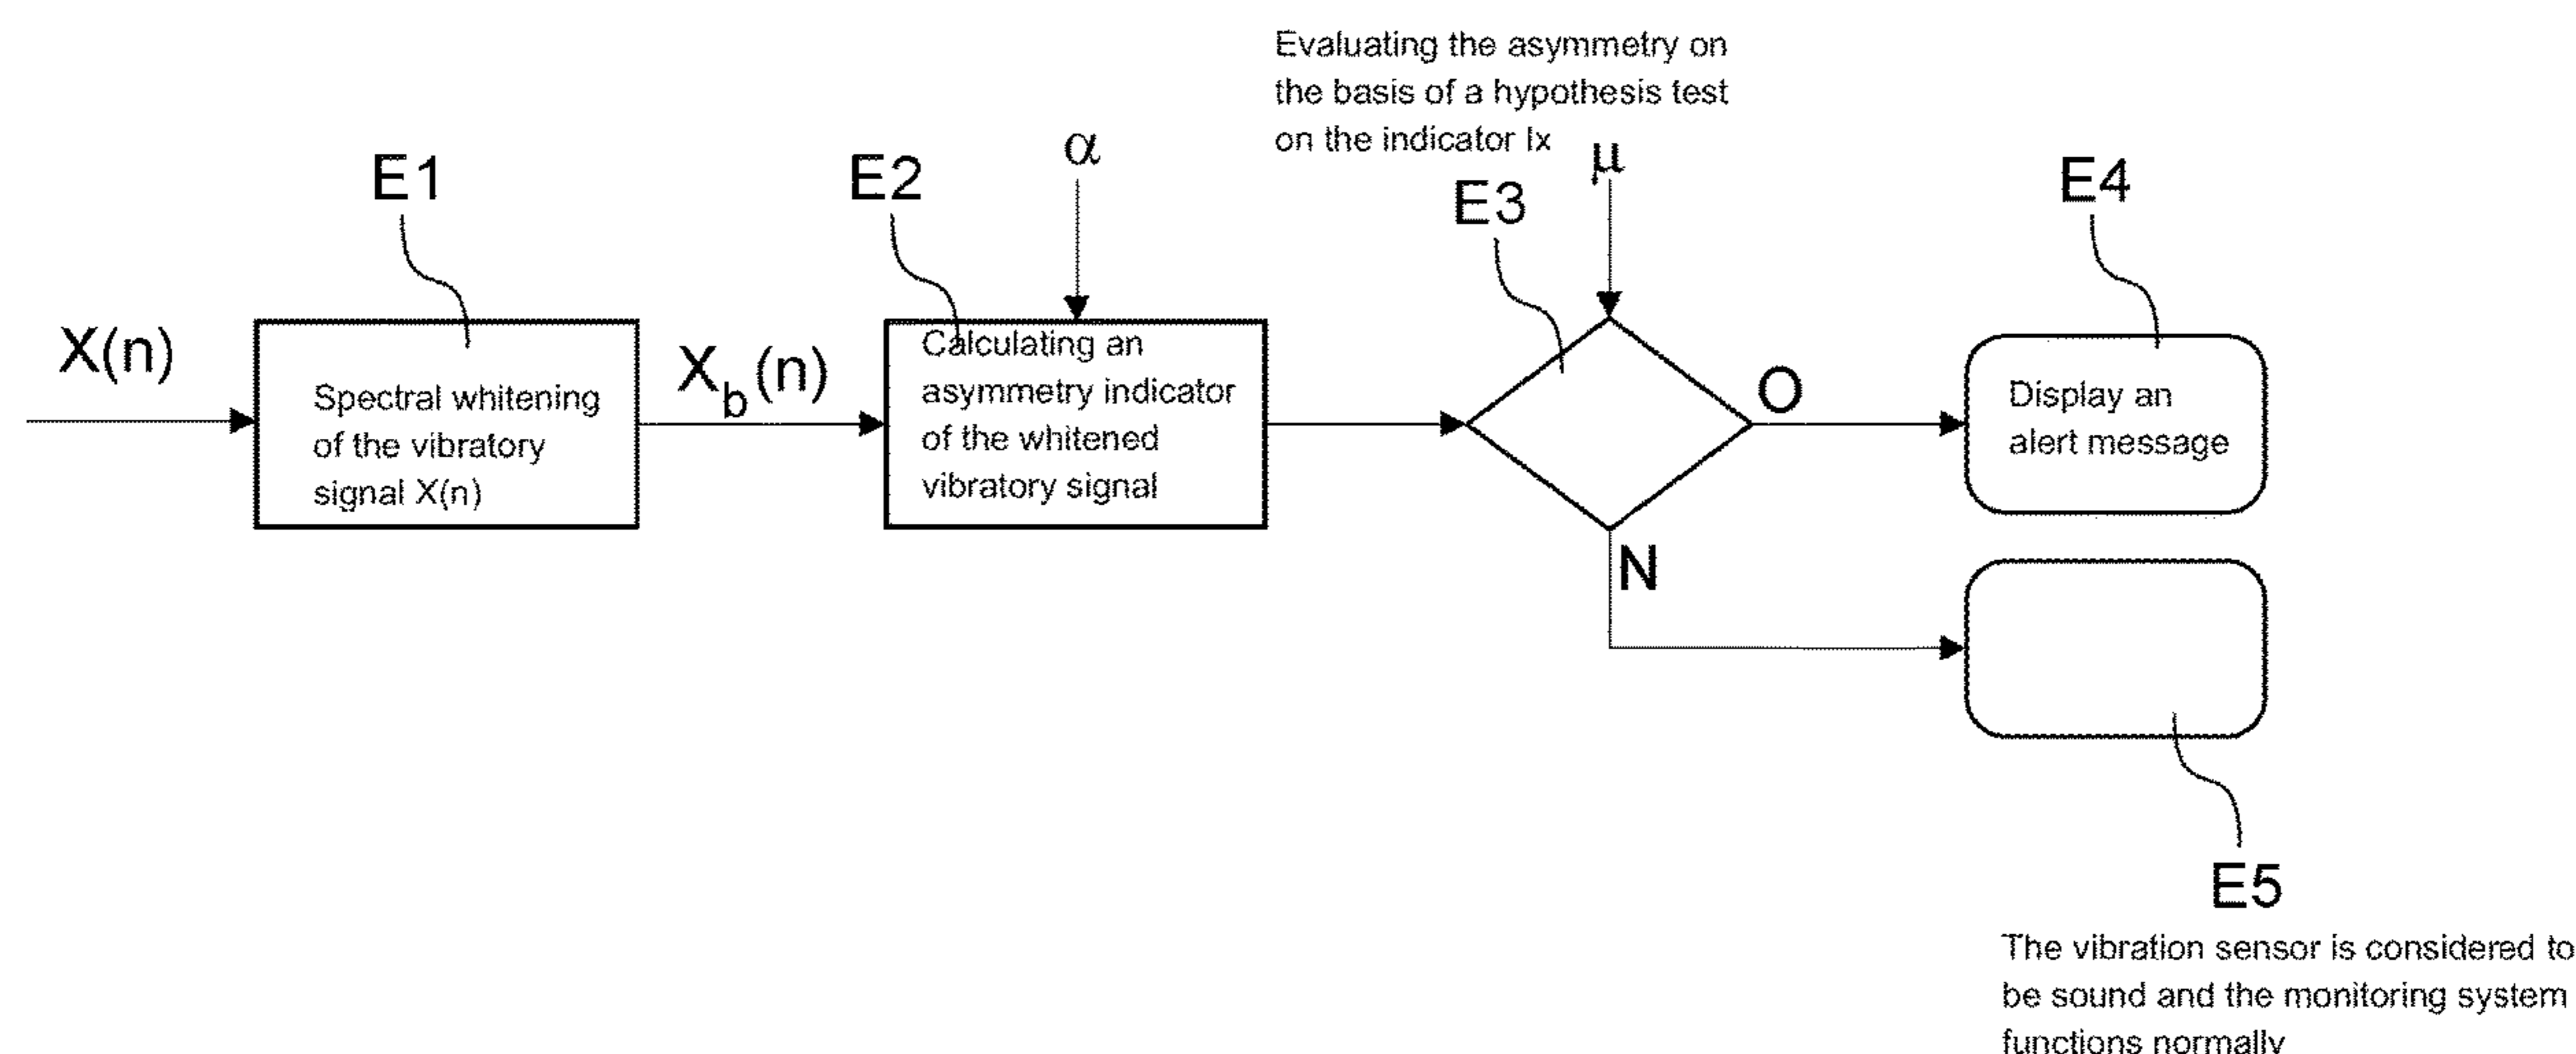 Evaluating the asymmetry on
the basis of a hypothesis test
on the indicator Ix
E1
E2
α
E3
μ
E4
X(n)
Spectral whitening
of the vibratory
signal X(n)
Xb(n)
Calculating an
asymmetry indicator
of the whitened
vibratory signal
O
N
Display an
alert message
E5
The vibration sensor is considered to
be sound and the monitoring system
functions normally